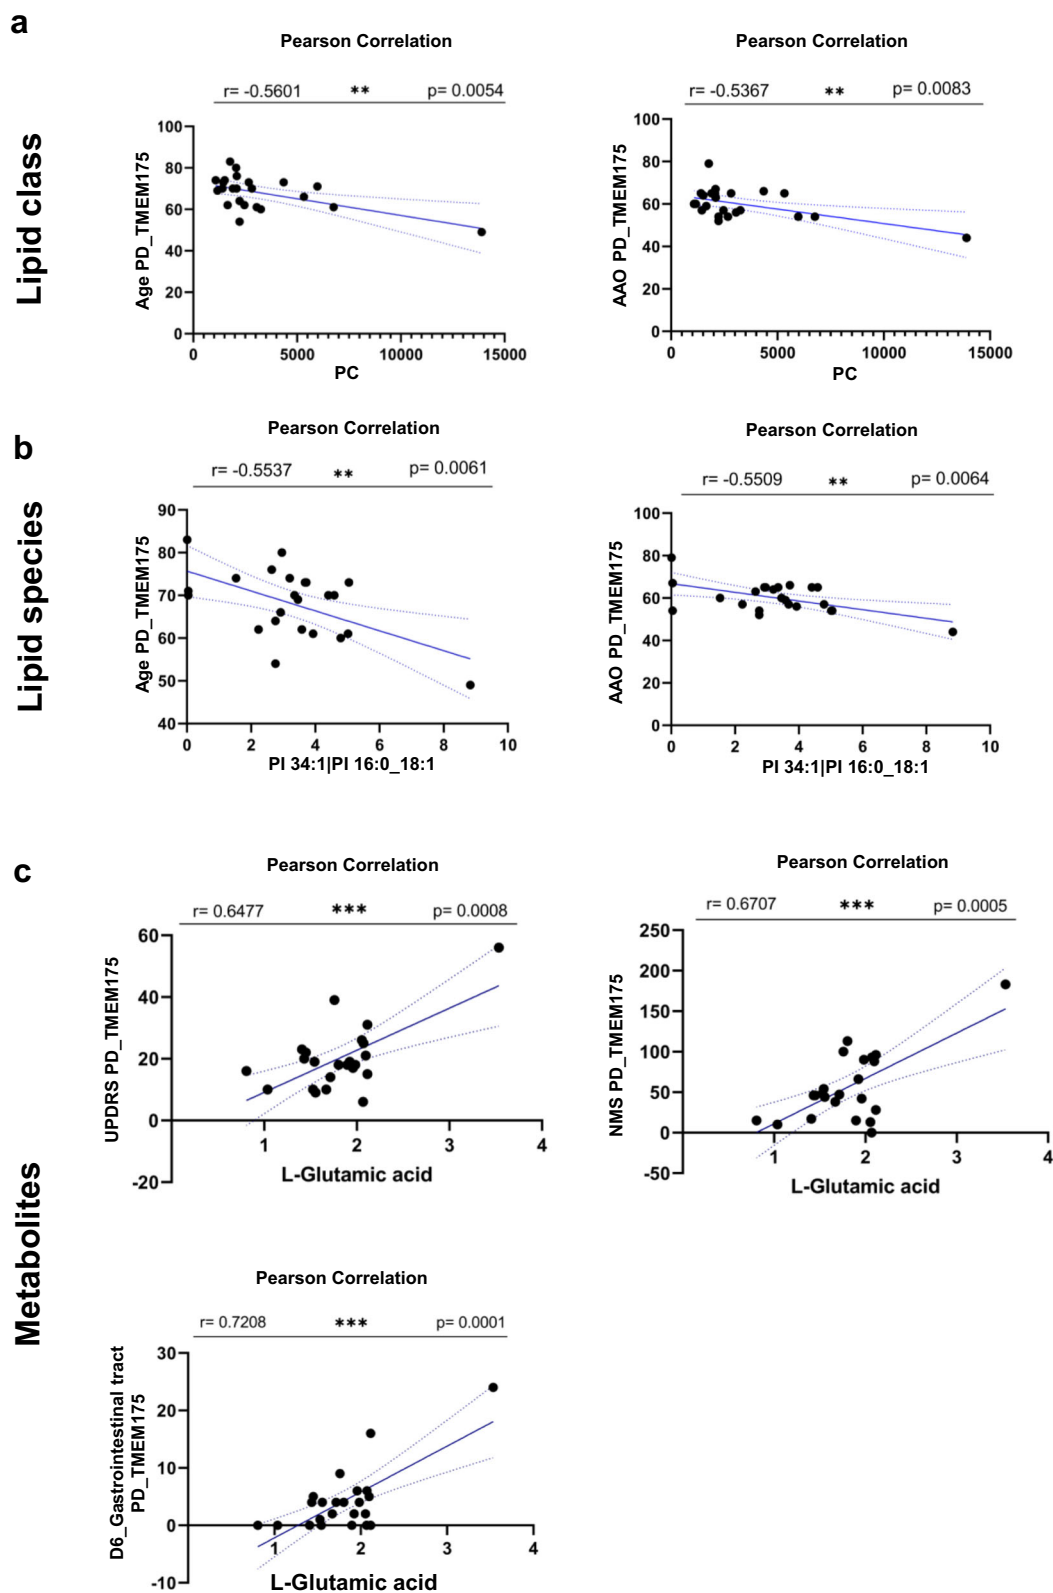 a
Lipid class
Pearson Correlation
r= -0.5601 ** p= 0.0054
Age PD_TMEM175
100
80
60
40
20
0
0 5000 10000 15000
PC
Pearson Correlation
r= -0.5367 ** p= 0.0083
AAO PD_TMEM175
100
80
60
40
20
0
0 5000 10000 15000
PC
b
Lipid species
Pearson Correlation
r= -0.5537 ** p= 0.0061
Age PD_TMEM175
90
80
70
60
50
40
0 2 4 6 8 10
PI 34:1|PI 16:0_18:1
Pearson Correlation
r= -0.5509 ** p= 0.0064
AAO PD_TMEM175
100
80
60
40
20
0
0 2 4 6 8 10
PI 34:1|PI 16:0_18:1
c
Metabolites
Pearson Correlation
r= 0.6477 *** p= 0.0008
UPDRS PD_TMEM175
60
40
20
0
-20
1 2 3 4
L-Glutamic acid
Pearson Correlation
r= 0.6707 *** p= 0.0005
NMS PD_TMEM175
250
200
150
100
50
0
-50
1 2 3 4
L-Glutamic acid
Pearson Correlation
r= 0.7208 *** p= 0.0001
D6_Gastrointestinal tract
PD_TMEM175
30
20
10
0
-10
1 2 3 4
L-Glutamic acid